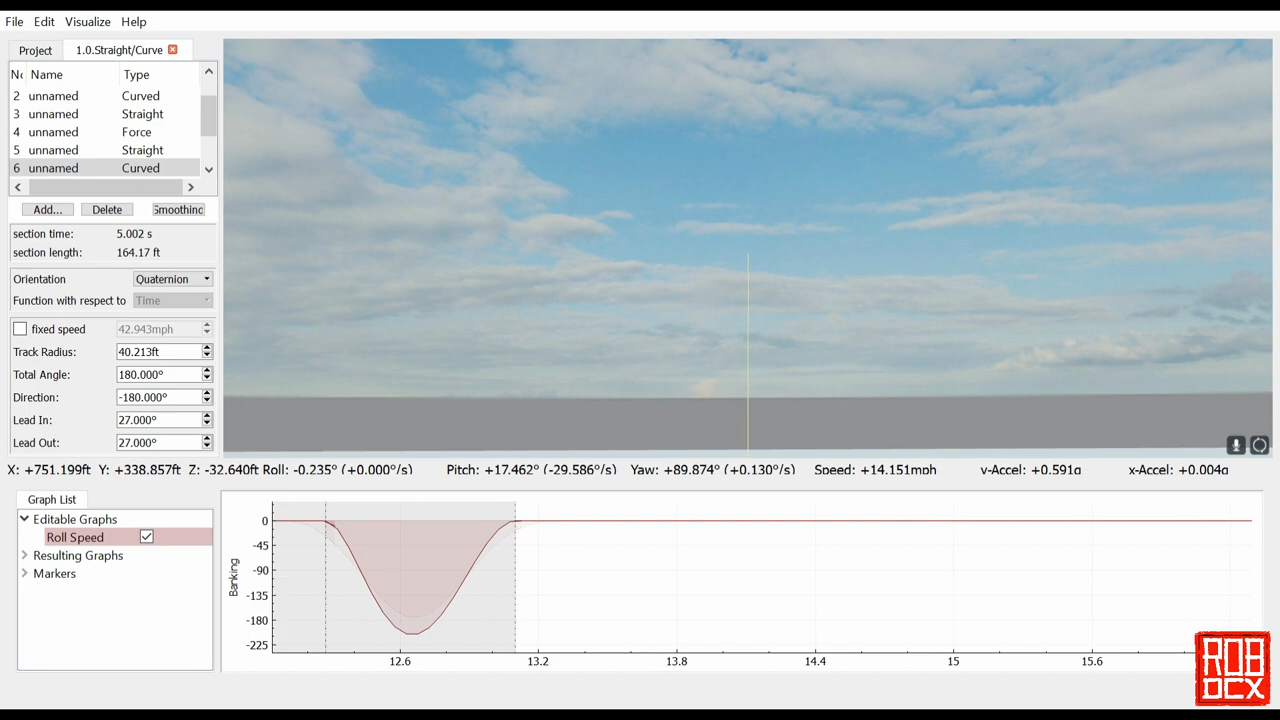 File Edit Visualize Help
Project 1.0.Straight/Curve
Name Type
2 unnamed Curved
3 unnamed Straight
4 unnamed Force
5 unnamed Straight
6 unnamed Curved
Add... Delete Smoothing
section time: 5.002 s
section length: 164.17 ft
Orientation Quaternion
Function with respect to Time
fixed speed 42.943mph
Track Radius: 40.213ft
Total Angle: 180.000°
Direction: -180.000°
Lead In: 27.000°
Lead Out: 27.000°
X: +751.199ft Y: +338.857ft Z: -32.640ft Roll: -0.235° (+0.000°/s) Pitch: +17.462° (-29.586°/s) Yaw: +89.874° (+0.130°/s) Speed: +14.151mph v-Accel: +0.591g x-Accel: +0.004g
Graph List
Editable Graphs
Roll Speed
Resulting Graphs
Markers
Banking
0
-45
-90
-135
-180
-225
12.6 13.2 13.8 14.4 15 15.6
ROB
DCX